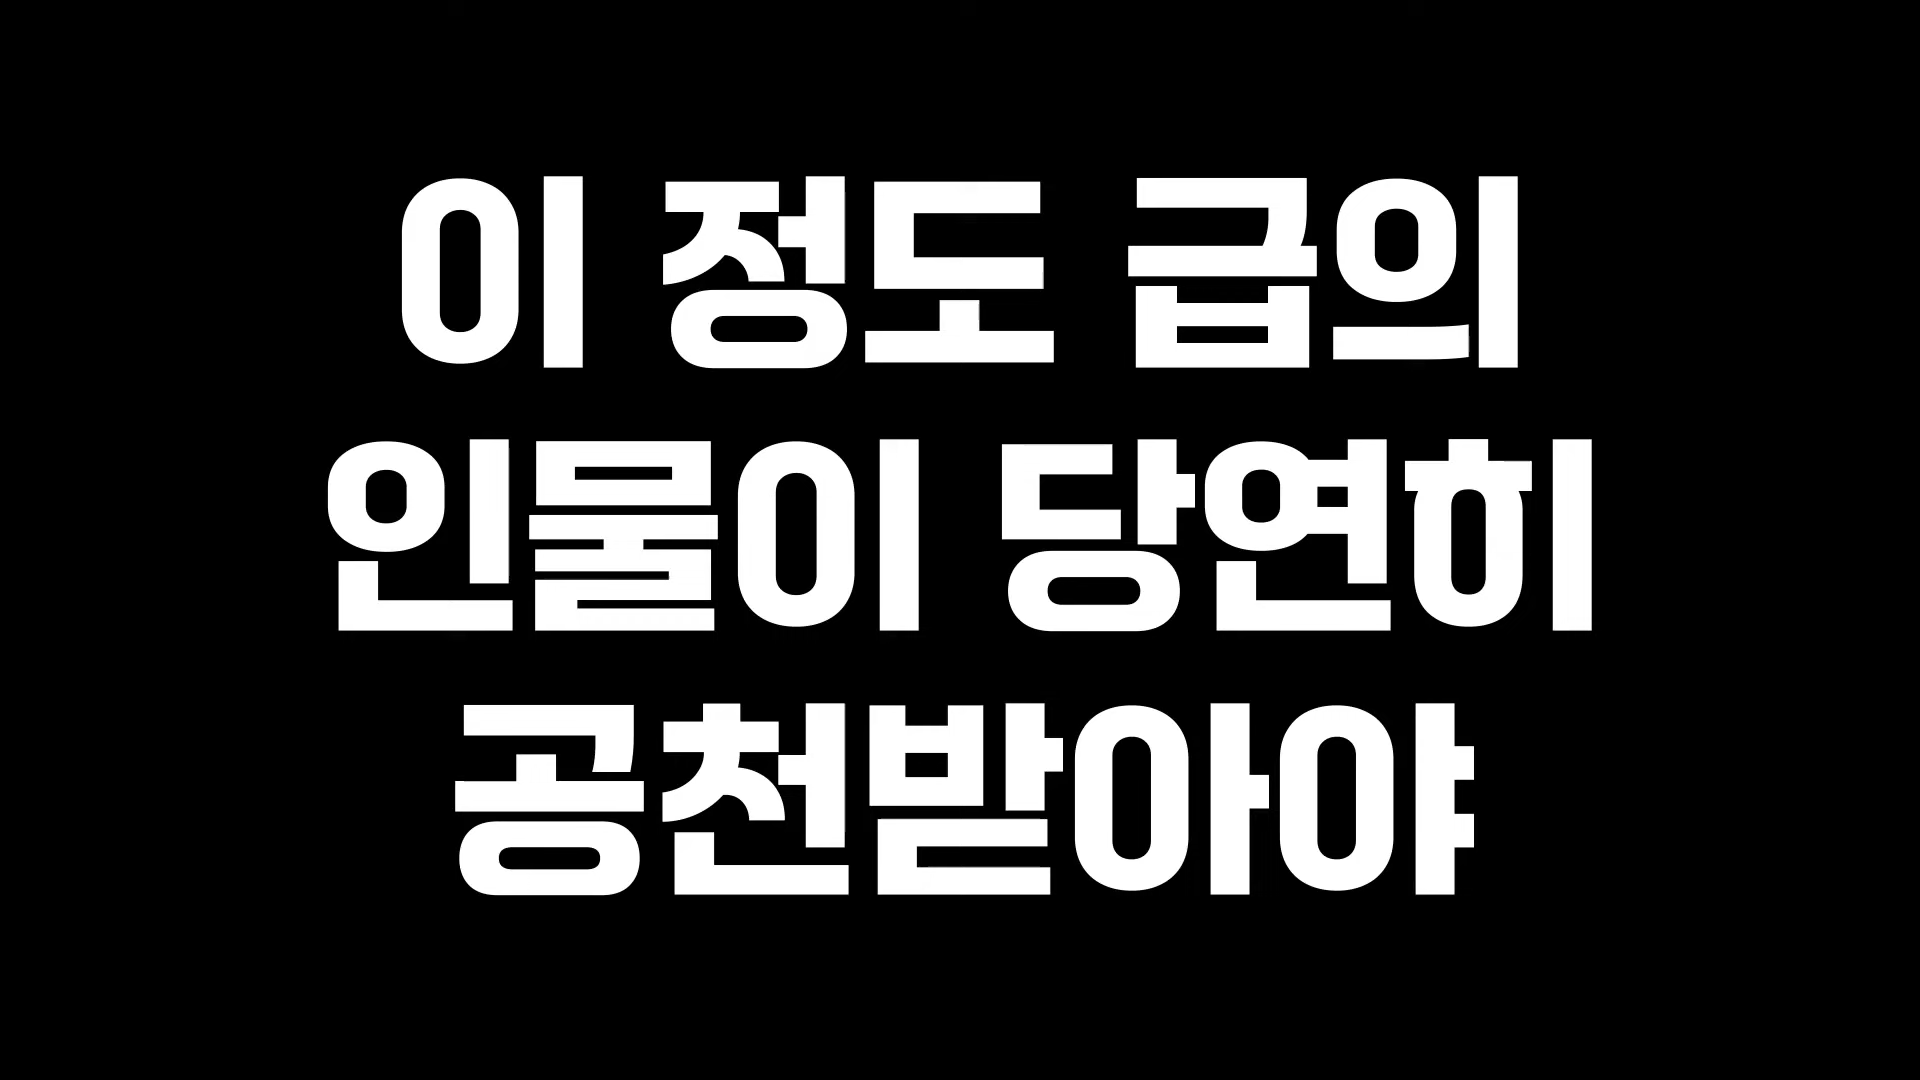 이 정도 급의
인물이 당연히
공천받아야